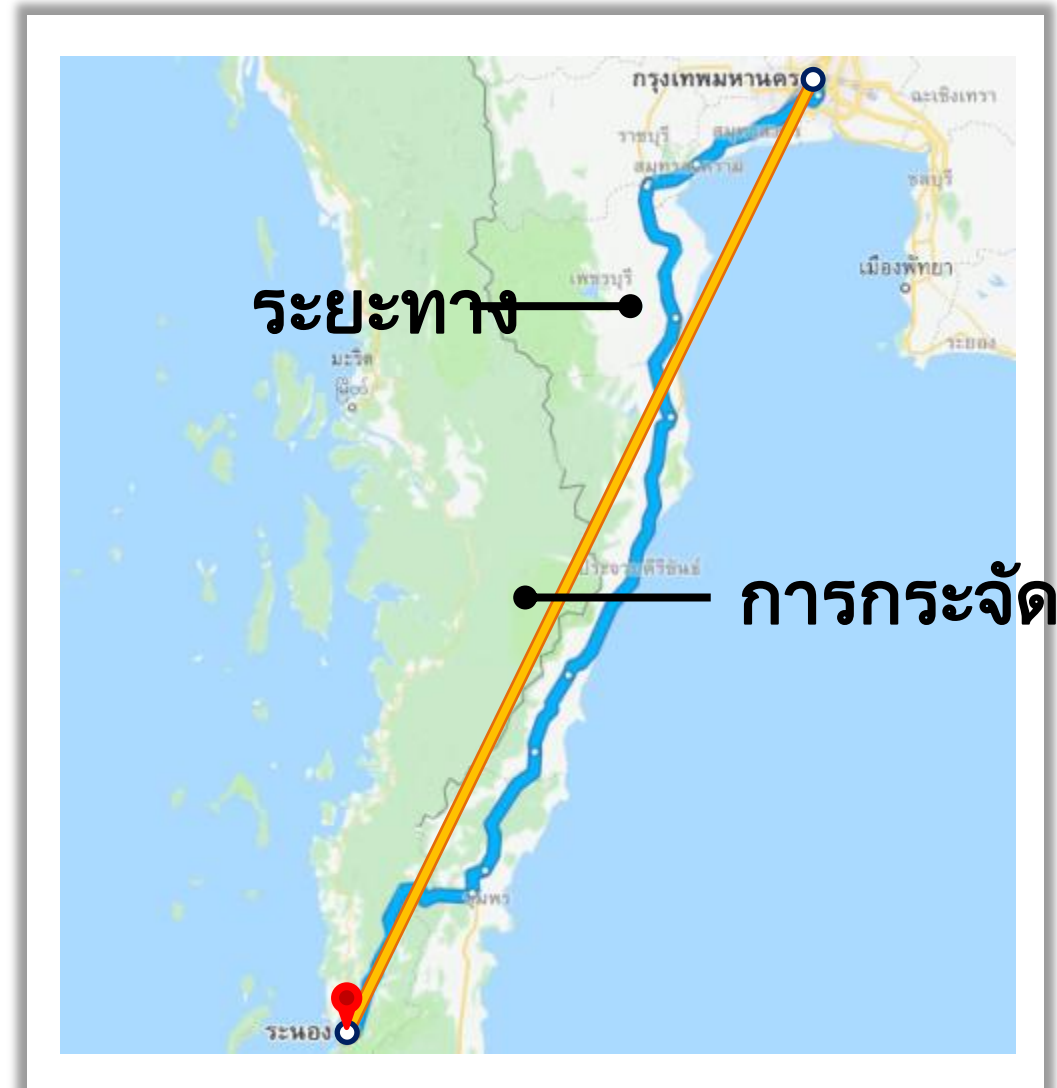 กรุงเทพมหานคร
ฉะเชิงเทรา
ราชบุรี
สมุทรสาคร
สมุทรสงคราม
ชลบุรี
เมืองพัทยา
เพชรบุรี
ระยะทาง
ระยอง
มะริด
မြိတ်
ประจวบคีรีขันธ์
การกระจัด
ชุมพร
ระนอง